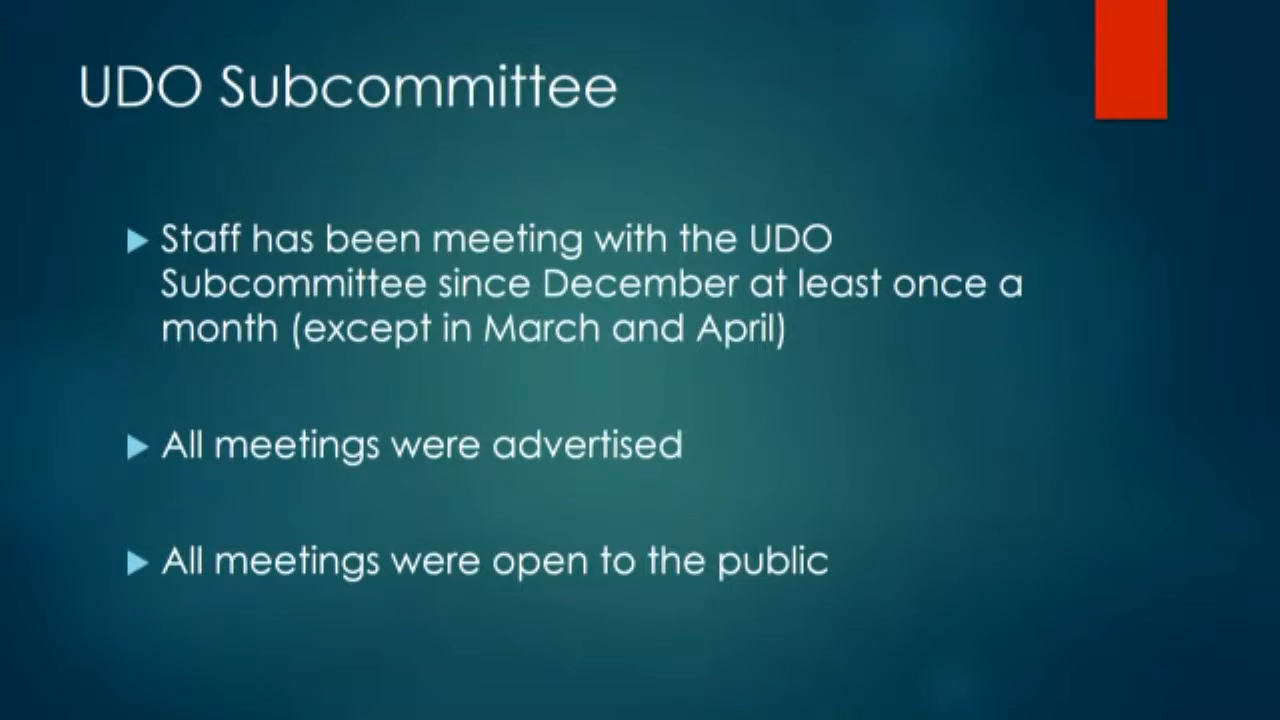 UDO Subcommittee
Staff has been meeting with the UDO
Subcommittee since December at least once a
month (except in March and April)
All meetings were advertised
All meetings were open to the public